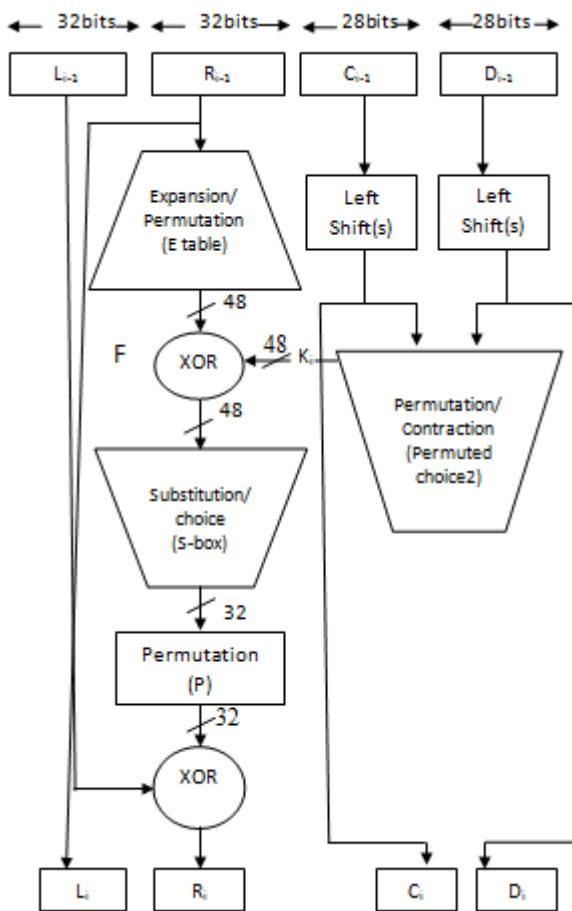 32bits 32bits 28bits 28bits
Lᵢ₋₁ Rᵢ₋₁ Cᵢ₋₁ Dᵢ₋₁
Expansion/
Permutation
(E table)
Left
Shift(s)
Left
Shift(s)
48
F
XOR
48
Kᵢ
Permutation/
Contraction
(Permuted
choice2)
48
Substitution/
choice
(S-box)
32
Permutation
(P)
32
XOR
Lᵢ Rᵢ Cᵢ Dᵢ